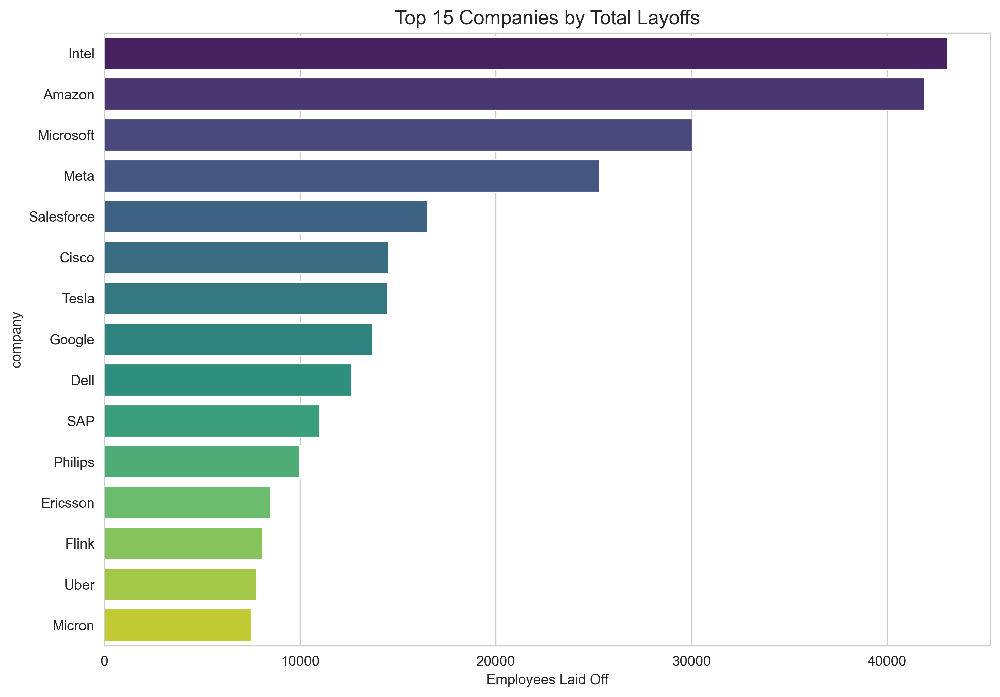 Top 15 Companies by Total Layoffs
company
Intel
Amazon
Microsoft
Meta
Salesforce
Cisco
Tesla
Google
Dell
SAP
Philips
Ericsson
Flink
Uber
Micron
0 10000 20000 30000 40000
Employees Laid Off